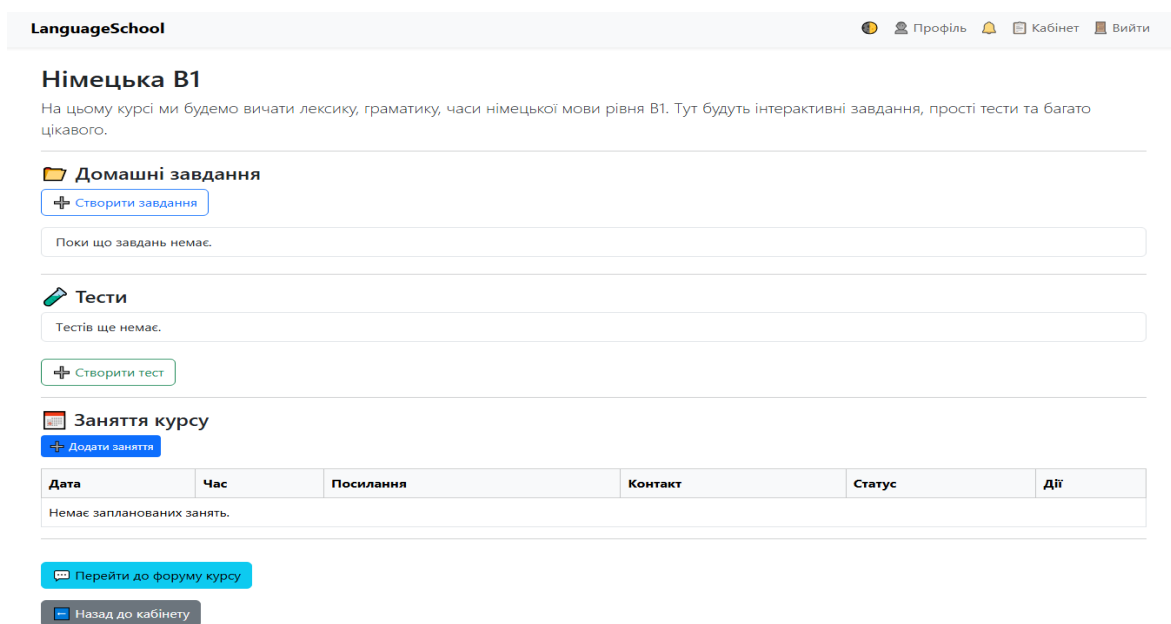 LanguageSchool Профіль Кабінет Вийти
Німецька B1
На цьому курсі ми будемо вичати лексику, граматику, часи німецької мови рівня B1. Тут будуть інтерактивні завдання, прості тести та багато
цікавого.
Домашні завдання
Створити завдання
Поки що завдань немає.
Тести
Тестів ще немає.
Створити тест
Заняття курсу
Додати заняття
Дата Час Посилання Контакт Статус Дії
Немає запланованих занять.
Перейти до форуму курсу
Назад до кабінету